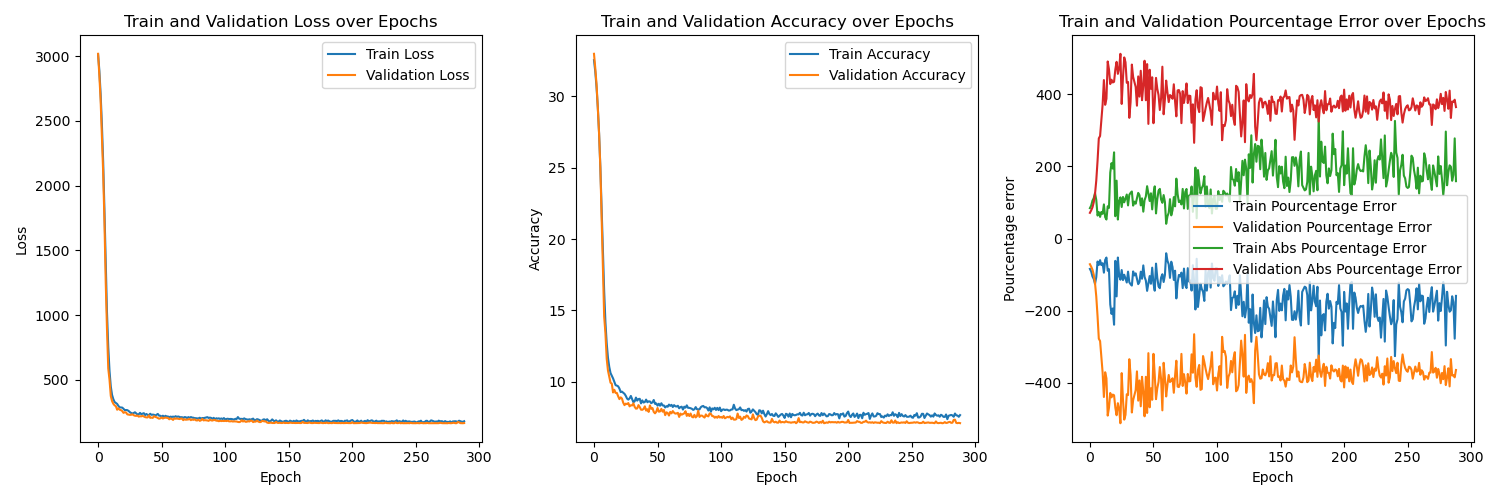 Train and Validation Loss over Epochs
Loss
3000
2500
2000
1500
1000
500
0
50
100
150
200
250
300
Epoch
Train Loss
Validation Loss
Train and Validation Accuracy over Epochs
Accuracy
30
25
20
15
10
0
50
100
150
200
250
300
Epoch
Train Accuracy
Validation Accuracy
Train and Validation Pourcentage Error over Epochs
Pourcentage error
400
200
0
−200
−400
0
50
100
150
200
250
300
Epoch
Train Pourcentage Error
Validation Pourcentage Error
Train Abs Pourcentage Error
Validation Abs Pourcentage Error